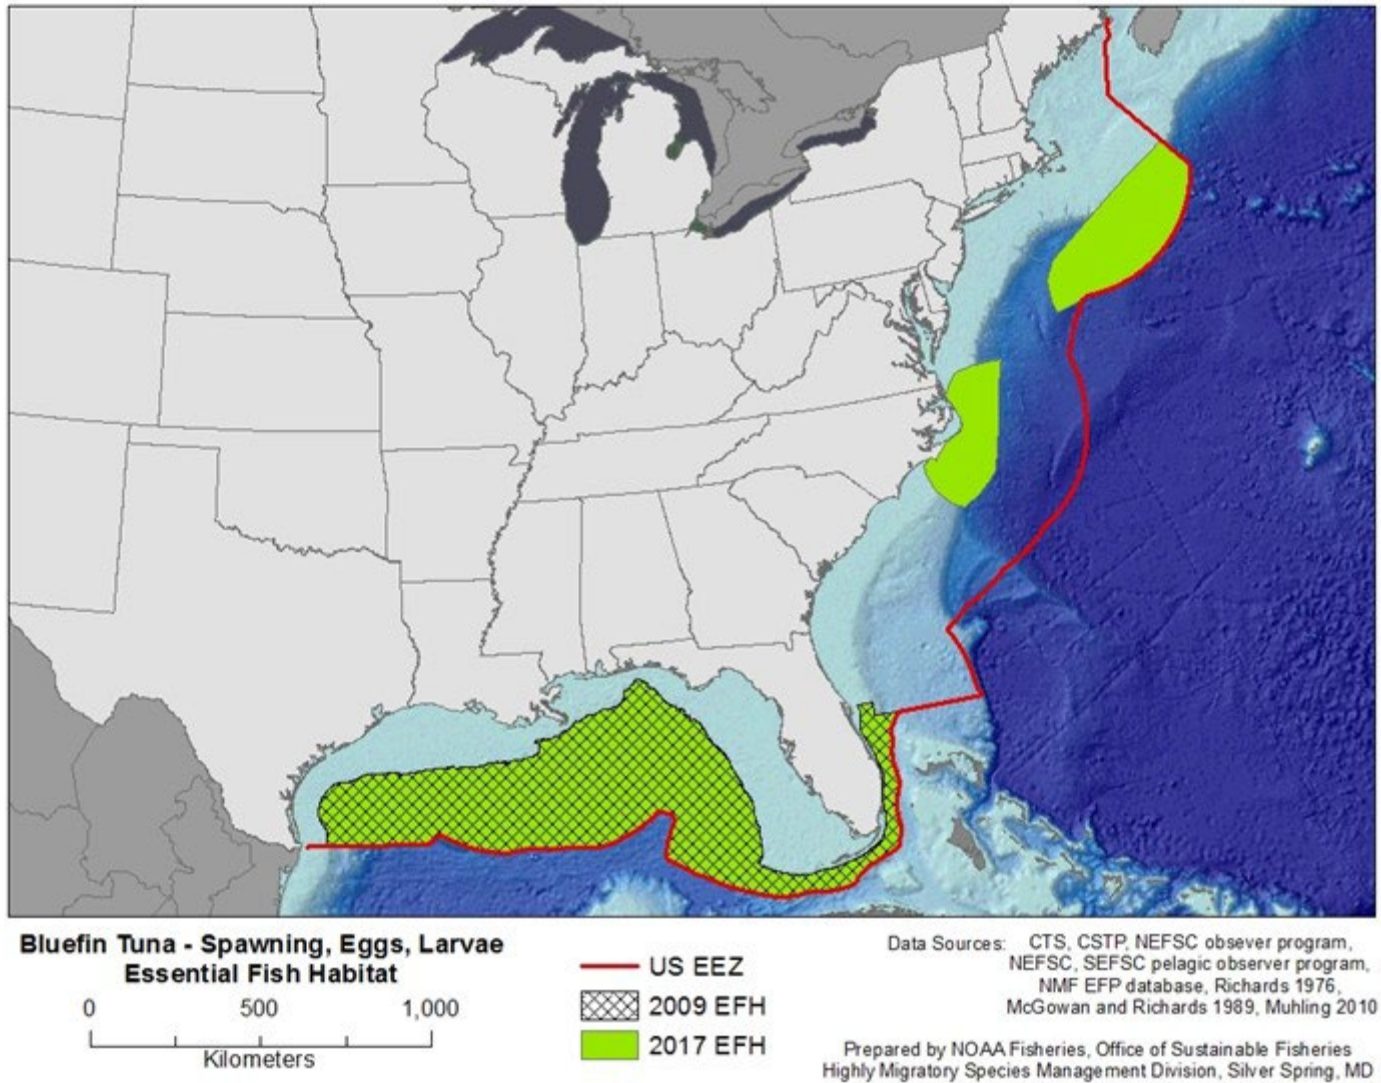 Bluefin Tuna - Spawning, Eggs, Larvae
Essential Fish Habitat
0 500 1,000
Kilometers
US EEZ
2009 EFH
2017 EFH
Data Sources: CTS, CSTP, NEFSC obsever program,
NEFSC, SEFSC pelagic observer program,
NMF EFP database, Richards 1976,
McGowan and Richards 1989, Muhling 2010
Prepared by NOAA Fisheries, Office of Sustainable Fisheries
Highly Migratory Species Management Division, Silver Spring, MD